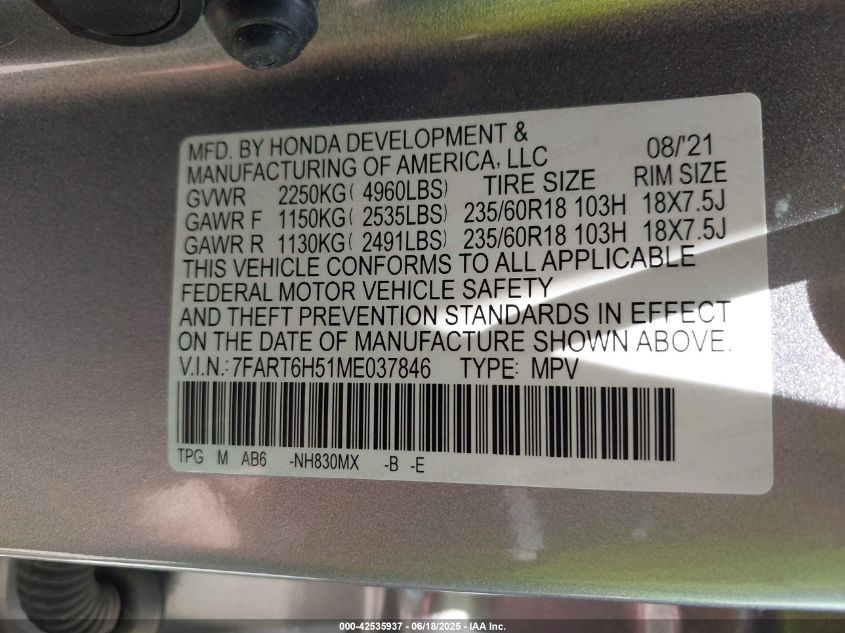 MFD. BY HONDA DEVELOPMENT &
MANUFACTURING OF AMERICA, LLC 08/'21
GVWR 2250KG( 4960LBS) TIRE SIZE RIM SIZE
GAWR F 1150KG( 2535LBS) 235/60R18 103H 18X7.5J
GAWR R 1130KG( 2491LBS) 235/60R18 103H 18X7.5J
THIS VEHICLE CONFORMS TO ALL APPLICABLE
FEDERAL MOTOR VEHICLE SAFETY
AND THEFT PREVENTION STANDARDS IN EFFECT
ON THE DATE OF MANUFACTURE SHOWN ABOVE.
V.I.N.: 7FART6H51ME037846 TYPE: MPV
TPG M AB6 -NH830MX -B -E
000-42535937 - 06/18/2025 - IAA Inc.